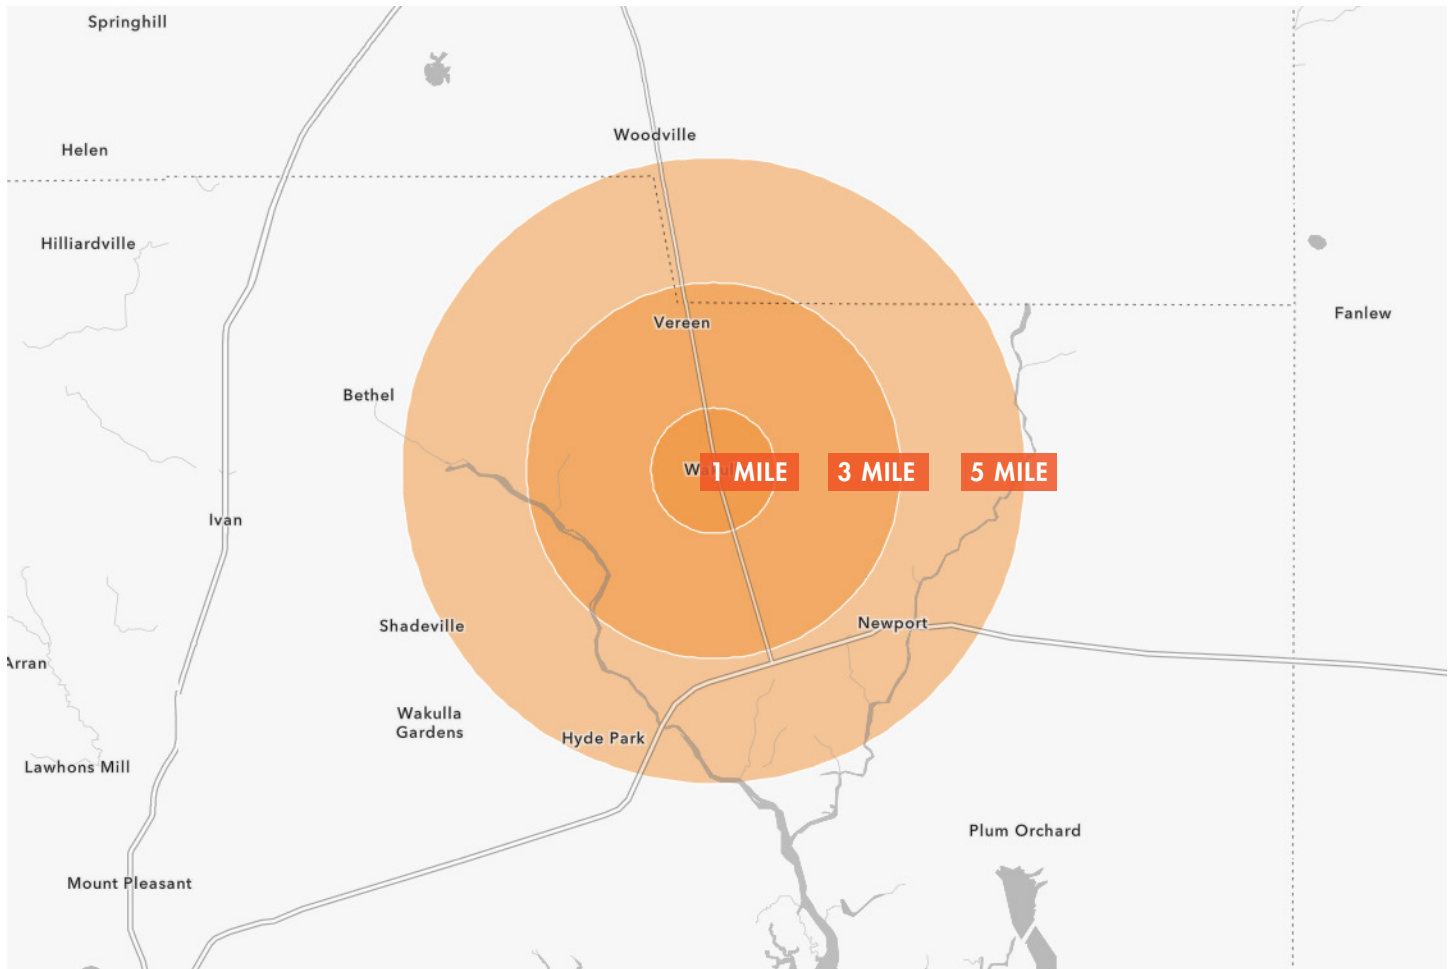 Springhill
Woodville
Helen
Hilliardville
Fanlew
Vereen
Bethel
1 MILE
3 MILE
5 MILE
Ivan
Shadeville
Newport
Arran
Wakulla
Gardens
Hyde Park
Lawhons Mill
Plum Orchard
Mount Pleasant